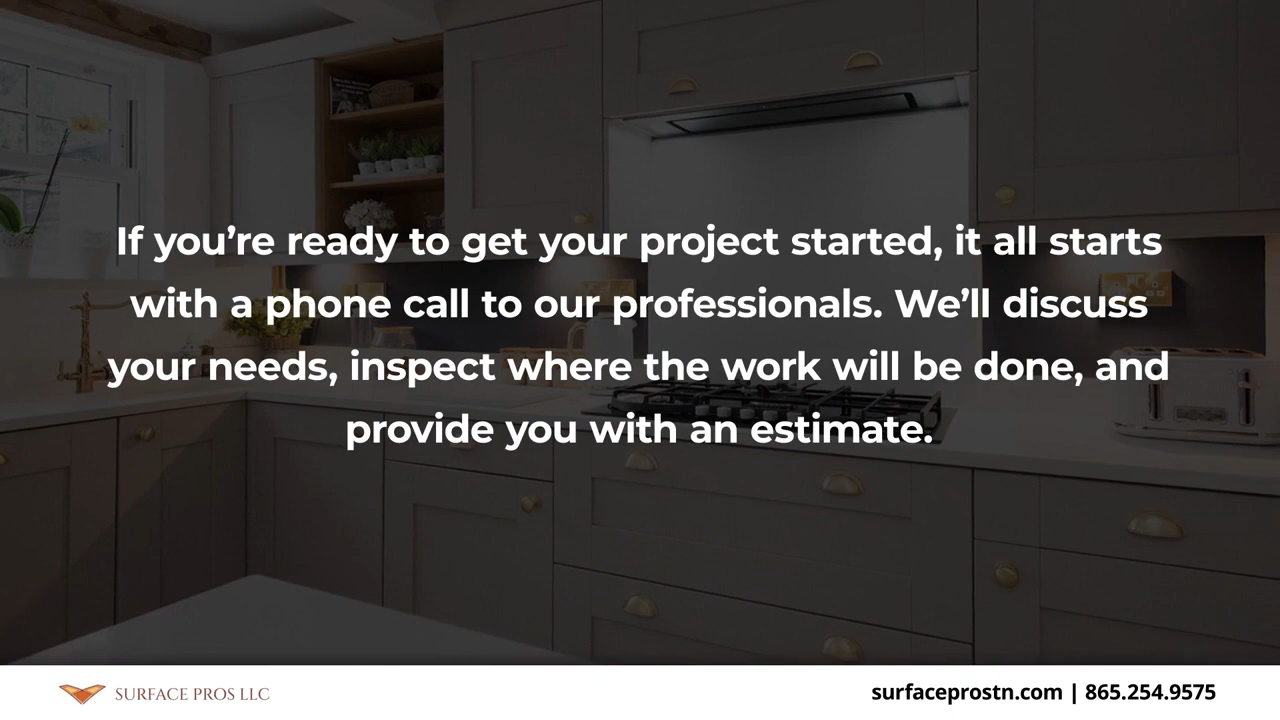 If you’re ready to get your project started, it all starts
with a phone call to our professionals. We’ll discuss
your needs, inspect where the work will be done, and
provide you with an estimate.
SURFACE PROS LLC
surfaceprostn.com | 865.254.9575